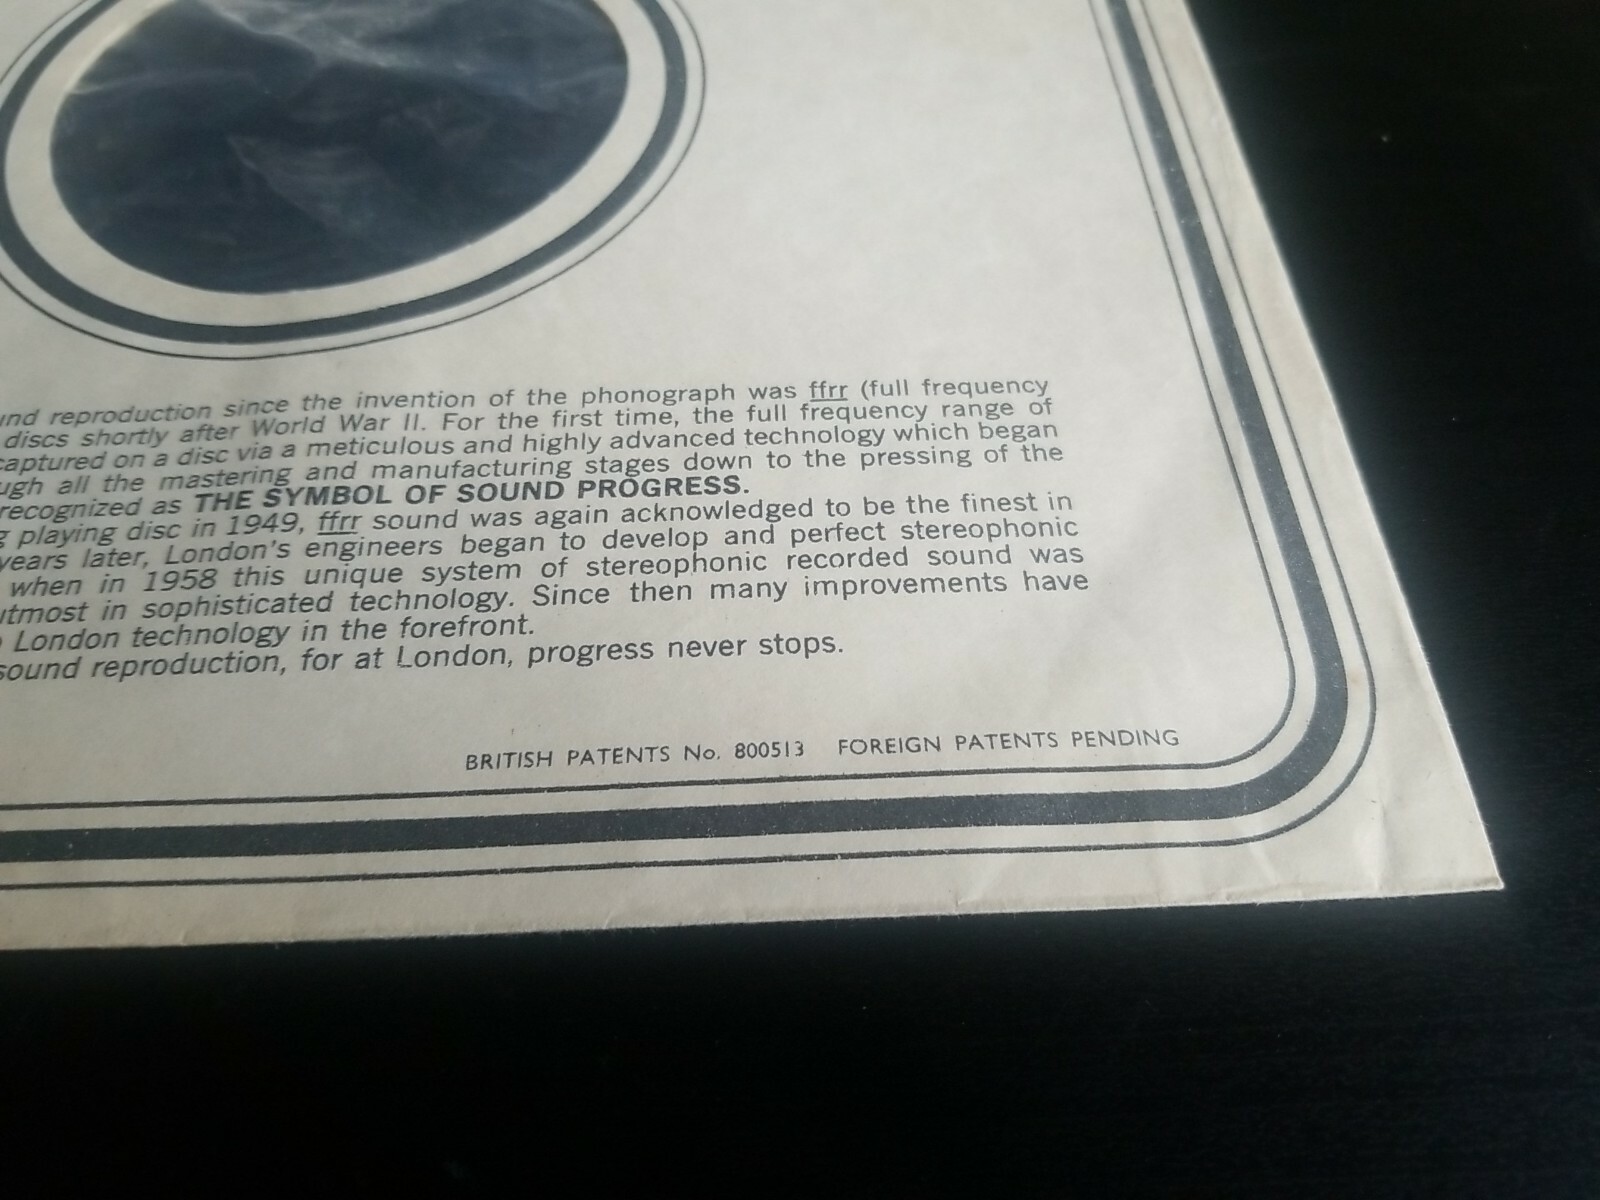 und reproduction since the invention of the phonograph was ffrr (full frequency
discs shortly after World War II. For the first time, the full frequency range of
captured on a disc via a meticulous and highly advanced technology which began
ugh all the mastering and manufacturing stages down to the pressing of the
recognized as THE SYMBOL OF SOUND PROGRESS.
g playing disc in 1949, ffrr sound was again acknowledged to be the finest in
years later, London's engineers began to develop and perfect stereophonic
when in 1958 this unique system of stereophonic recorded sound was
utmost in sophisticated technology. Since then many improvements have
London technology in the forefront.
sound reproduction, for at London, progress never stops.
BRITISH PATENTS No. 800513 FOREIGN PATENTS PENDING